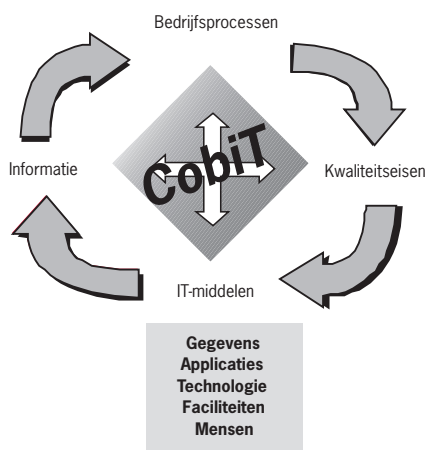 Bedrijfsprocessen
CobiT
Informatie
Kwaliteitseisen
IT-middelen
Gegevens
Applicaties
Technologie
Faciliteiten
Mensen